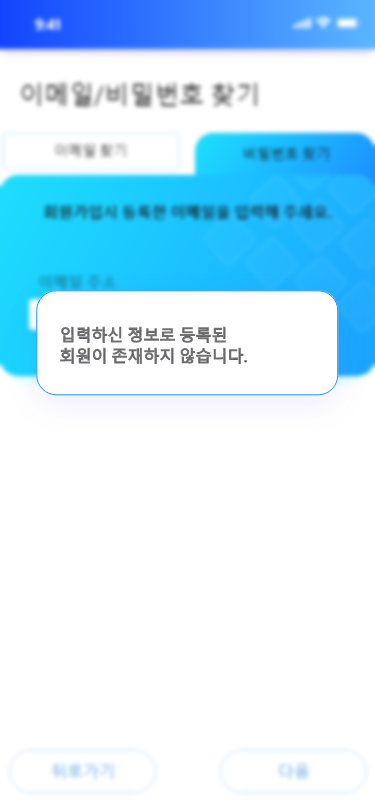 9:41
이메일/비밀번호 찾기
이메일 찾기
비밀번호 찾기
회원가입시 등록한 이메일을 입력해 주세요.
이메일 주소
입력하신 정보로 등록된
회원이 존재하지 않습니다.
뒤로가기
다음